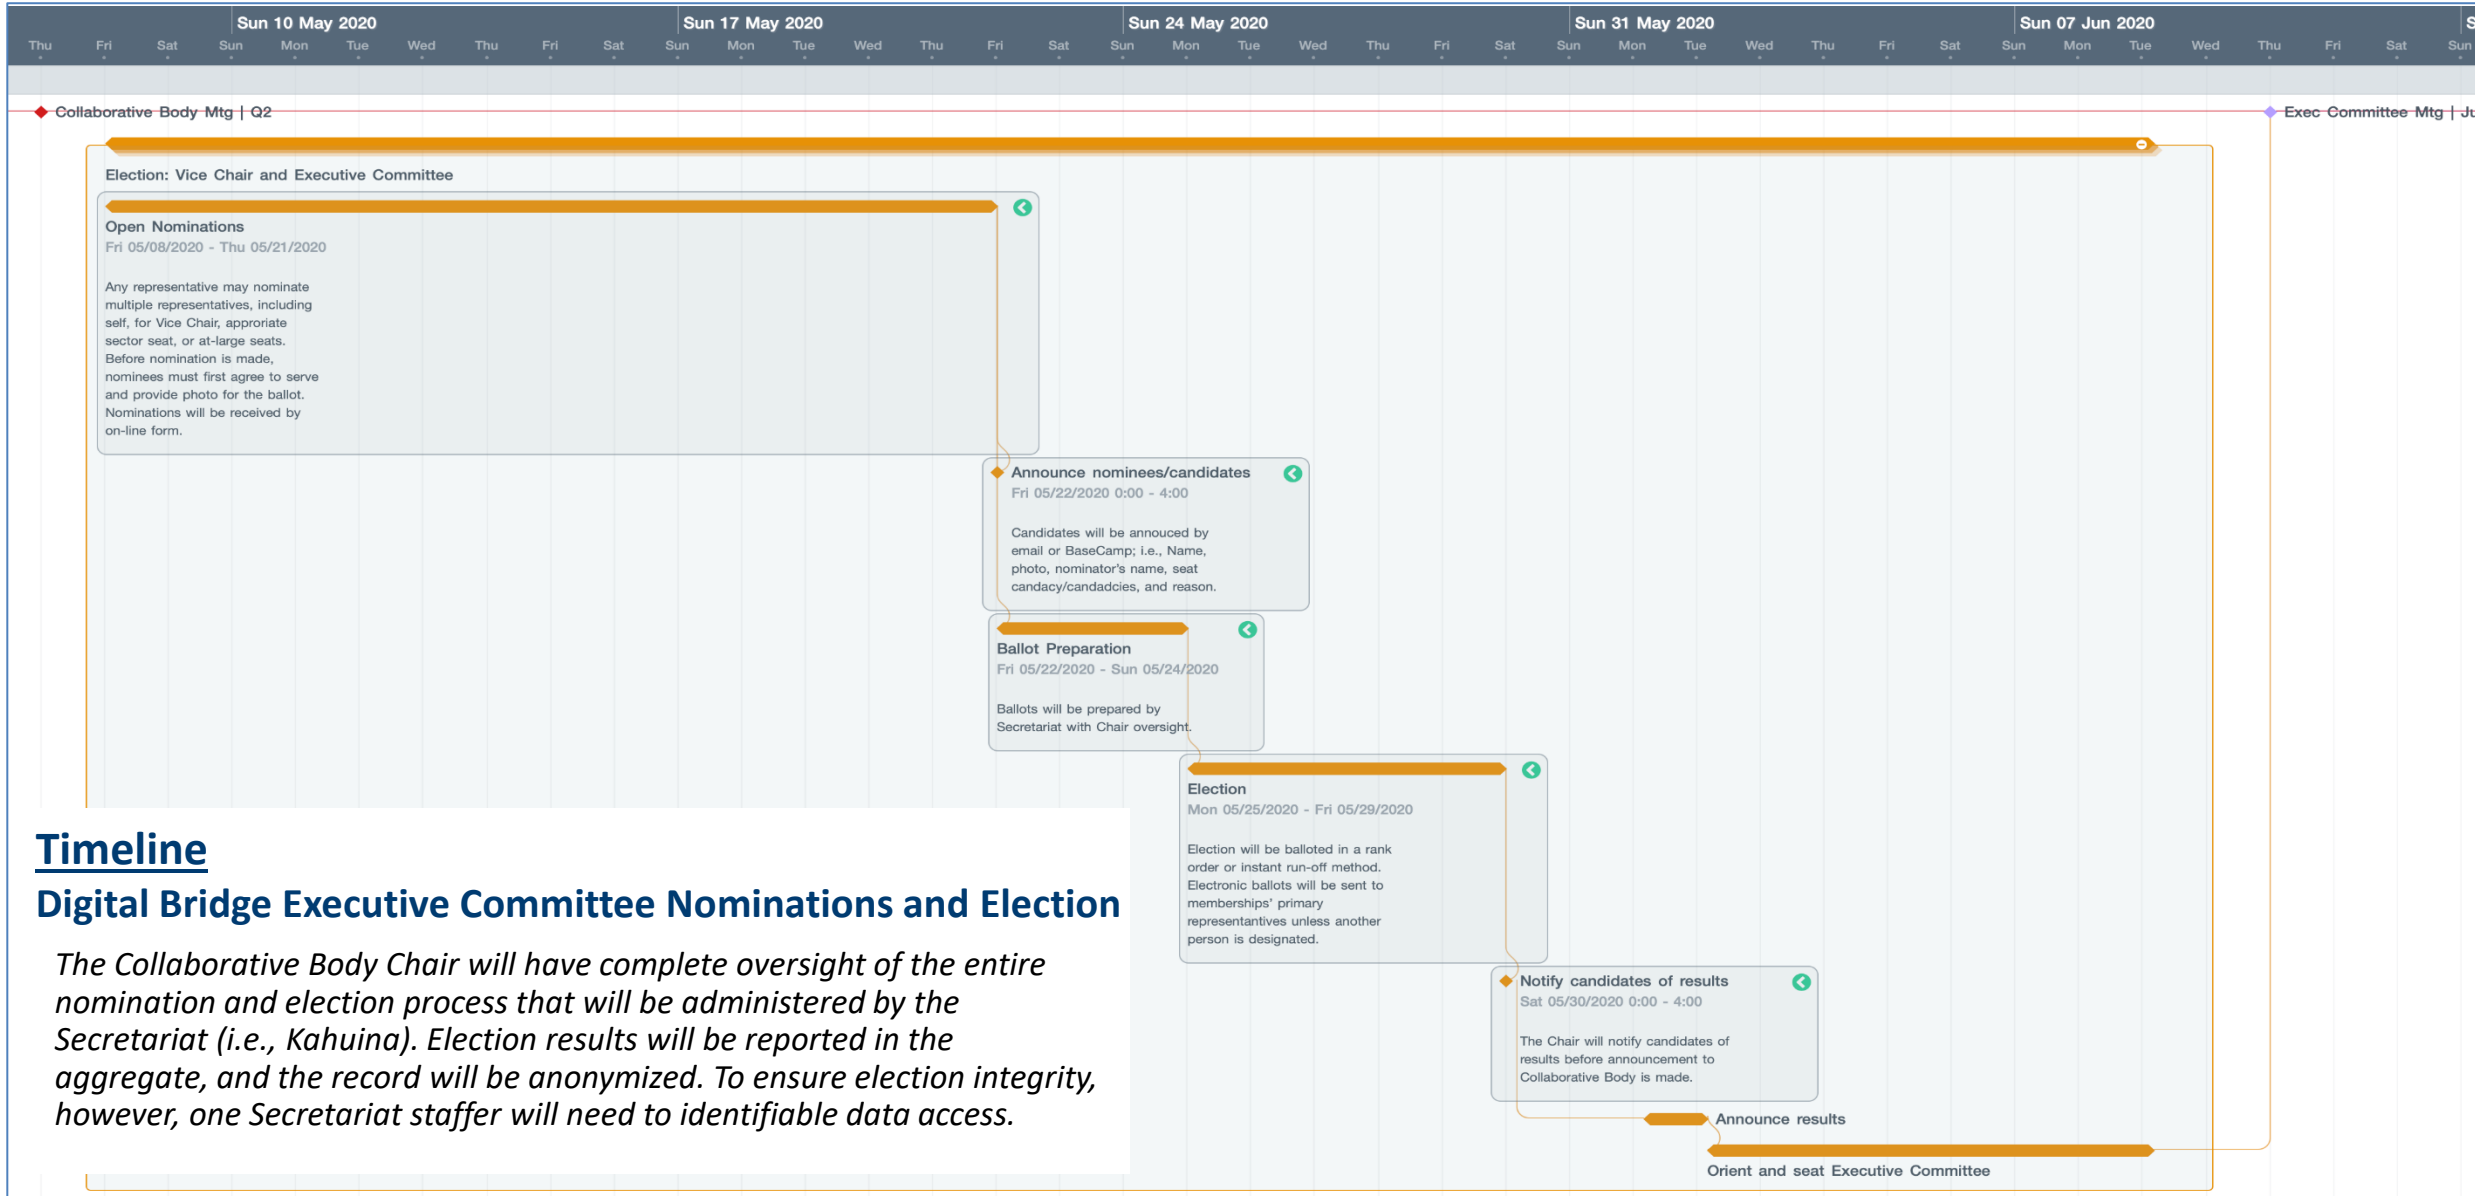 Sun 10 May 2020 Sun 17 May 2020 Sun 24 May 2020 Sun 31 May 2020 Sun 07 Jun 2020 S
Thu Fri Sat Sun Mon Tue Wed Thu Fri Sat Sun Mon Tue Wed Thu Fri Sat Sun Mon Tue Wed Thu Fri Sat Sun Mon Tue Wed Thu Fri Sat Sun Mon Tue Wed Thu Fri Sat Sun
Collaborative Body Mtg | Q2
Exec Committee Mtg | Ju
Election: Vice Chair and Executive Committee
Open Nominations
Fri 05/08/2020 - Thu 05/21/2020
Any representative may nominate
multiple representatives, including
self, for Vice Chair, approriate
sector seat, or at-large seats.
Before nomination is made,
nominees must first agree to serve
and provide photo for the ballot.
Nominations will be received by
on-line form.
Announce nominees/candidates
Fri 05/22/2020 0:00 - 4:00
Candidates will be annouced by
email or BaseCamp; i.e., Name,
photo, nominator's name, seat
candacy/candadcies, and reason.
Ballot Preparation
Fri 05/22/2020 - Sun 05/24/2020
Ballots will be prepared by
Secretariat with Chair oversight.
Election
Mon 05/25/2020 - Fri 05/29/2020
Election will be balloted in a rank
order or instant run-off method.
Electronic ballots will be sent to
memberships' primary
representantives unless another
person is designated.
Notify candidates of results
Sat 05/30/2020 0:00 - 4:00
The Chair will notify candidates of
results before announcement to
Collaborative Body is made.
Announce results
Orient and seat Executive Committee
Timeline
Digital Bridge Executive Committee Nominations and Election
The Collaborative Body Chair will have complete oversight of the entire
nomination and election process that will be administered by the
Secretariat (i.e., Kahuina). Election results will be reported in the
aggregate, and the record will be anonymized. To ensure election integrity,
however, one Secretariat staffer will need to identifiable data access.